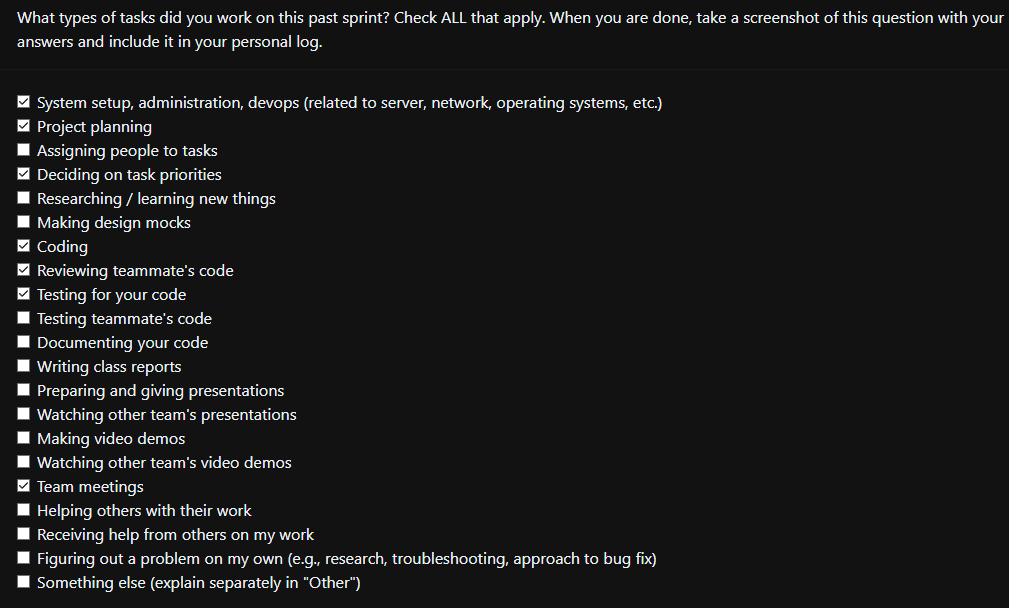 What types of tasks did you work on this past sprint? Check ALL that apply. When you are done, take a screenshot of this question with your
answers and include it in your personal log.
System setup, administration, devops (related to server, network, operating systems, etc.)
Project planning
Assigning people to tasks
Deciding on task priorities
Researching / learning new things
Making design mocks
Coding
Reviewing teammate's code
Testing for your code
Testing teammate's code
Documenting your code
Writing class reports
Preparing and giving presentations
Watching other team's presentations
Making video demos
Watching other team's video demos
Team meetings
Helping others with their work
Receiving help from others on my work
Figuring out a problem on my own (e.g., research, troubleshooting, approach to bug fix)
Something else (explain separately in "Other")